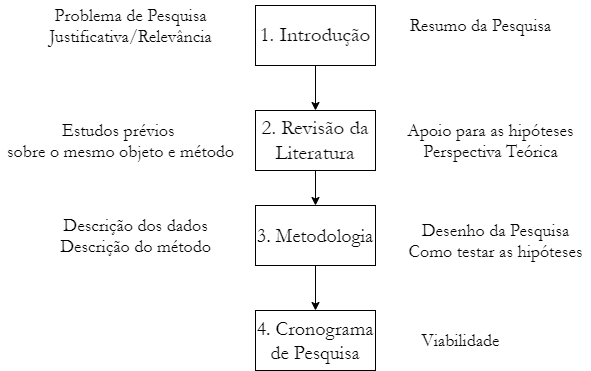 Problema de Pesquisa
Justificativa/Relevância
1. Introdução
Resumo da Pesquisa
Estudos prévios
sobre o mesmo objeto e método
2. Revisão da
Literatura
Apoio para as hipóteses
Perspectiva Teórica
Descrição dos dados
Descrição do método
3. Metodologia
Desenho da Pesquisa
Como testar as hipóteses
4. Cronograma
de Pesquisa
Viabilidade